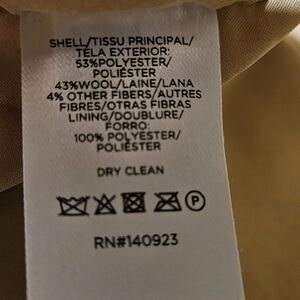 SHELL/TISSU PRINCIPAL/
TELA EXTERIOR:
53%POLYESTER/
POLIÉSTER
43%WOOL/LAINE/LANA
4% OTHER FIBERS/AUTRES
FIBRES/OTRAS FIBRAS
LINING/DOUBLURE/
FORRO:
100% POLYESTER/
POLIÉSTER
DRY CLEAN
P
RN#140923